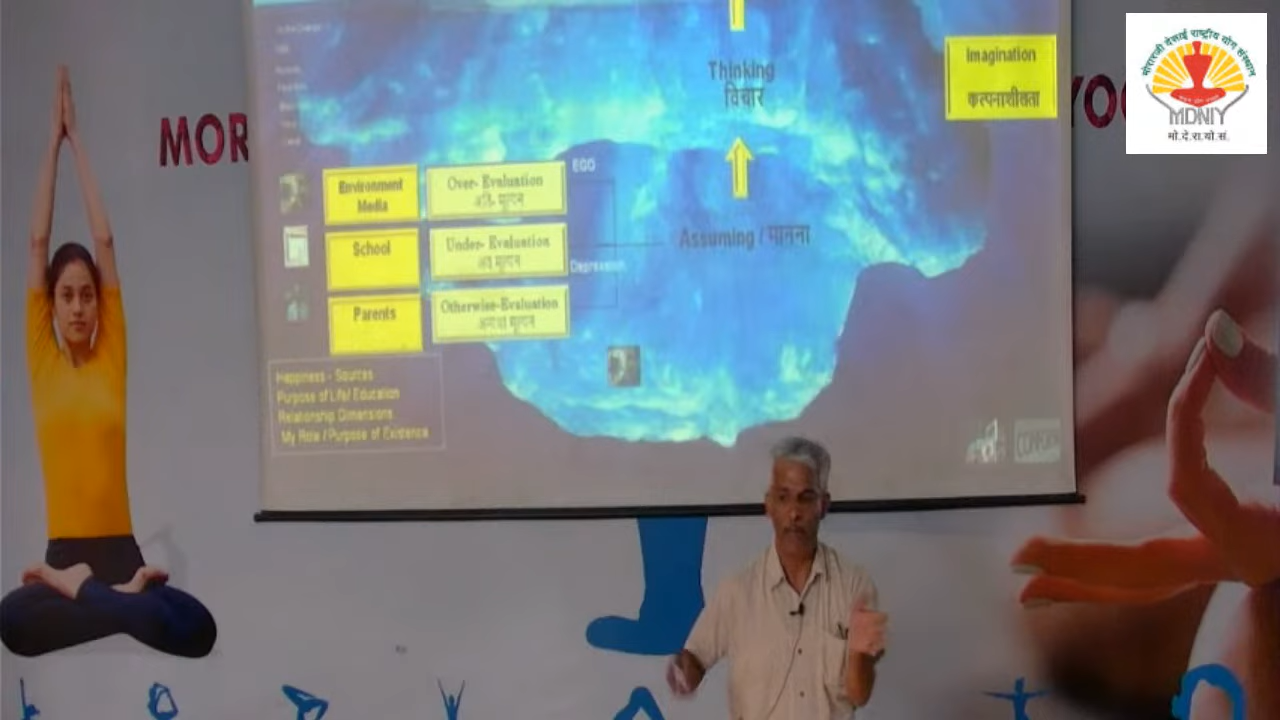 MOR
YO
मोरारजी देसाई राष्ट्रीय योग संस्थान
MDNIY
मो.दे.रा.यो.सं.
Imagination
कल्पनाशीलता
Thinking
विचार
Assuming / मानना
EGO
Depression
Environment
Media
School
Parents
Over- Evaluation
अति- मूल्यन
Under- Evaluation
अव मूल्यन
Otherwise-Evaluation
अन्यथा मूल्यन
Happiness - Sources
Purpose of Life/ Education
Relationship Dimensions
My Role / Purpose of Existence